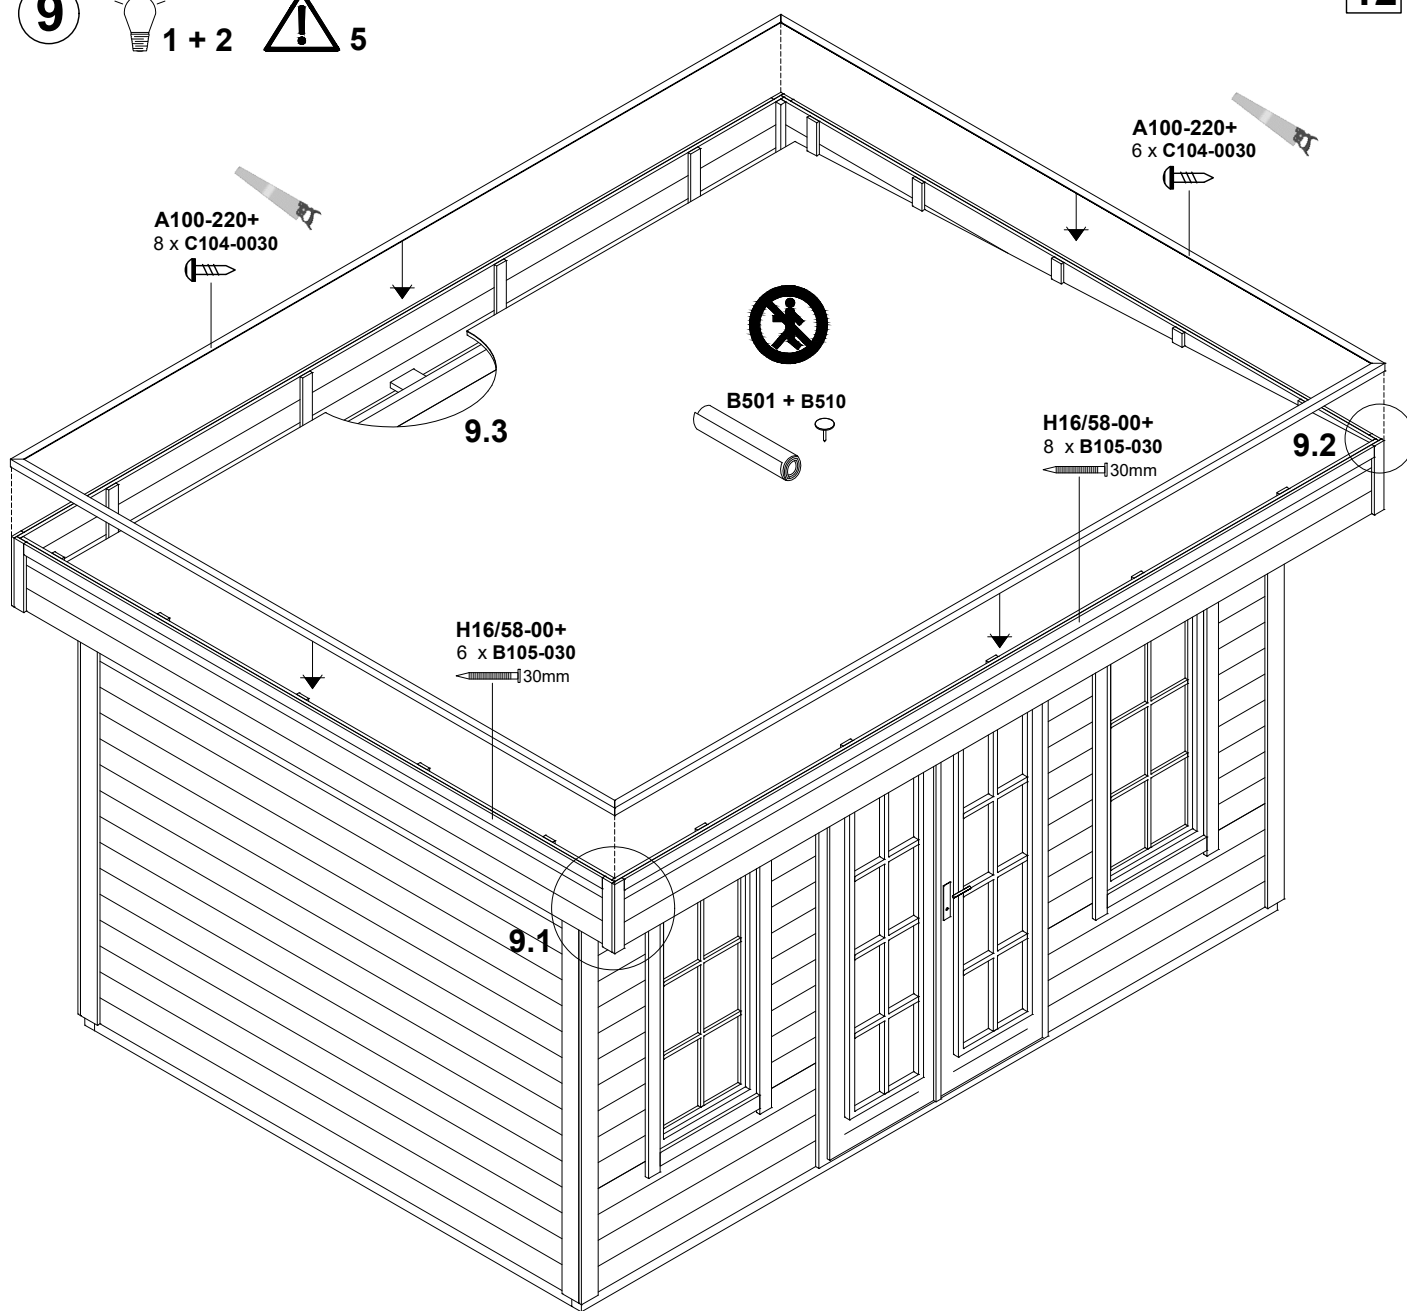 9
1 + 2
5
12
A100-220+
6 x C104-0030
A100-220+
8 x C104-0030
B501 + B510
9.3
H16/58-00+
8 x B105-030
30mm
9.2
H16/58-00+
6 x B105-030
30mm
9.1